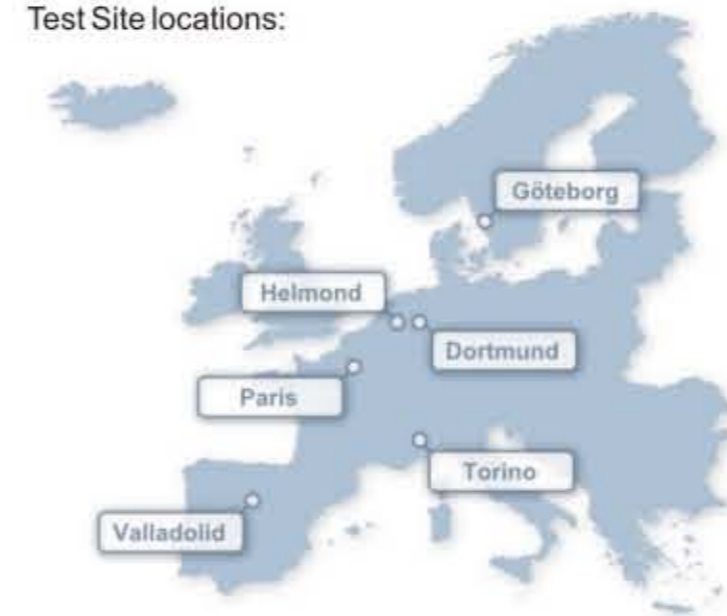 Test Site locations:
Göteborg
Helmond
Dortmund
Paris
Torino
Valladolid